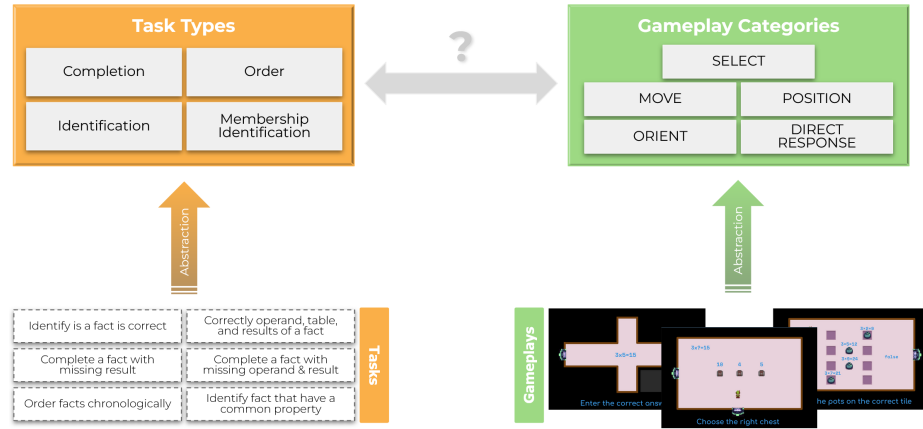 Task Types
Completion
Order
Identification
Membership
Identification
?
Gameplay Categories
SELECT
MOVE
POSITION
ORIENT
DIRECT
RESPONSE
Abstraction
Abstraction
Identify is a fact is correct
Correctly operand, table,
and results of a fact
Complete a fact with
missing result
Complete a fact with
missing operand & result
Order facts chronologically
Identify fact that have a
common property
Tasks
Gameplays
3x5=15
Enter the correct answ
Choose the right chest
he pots on the correct tile